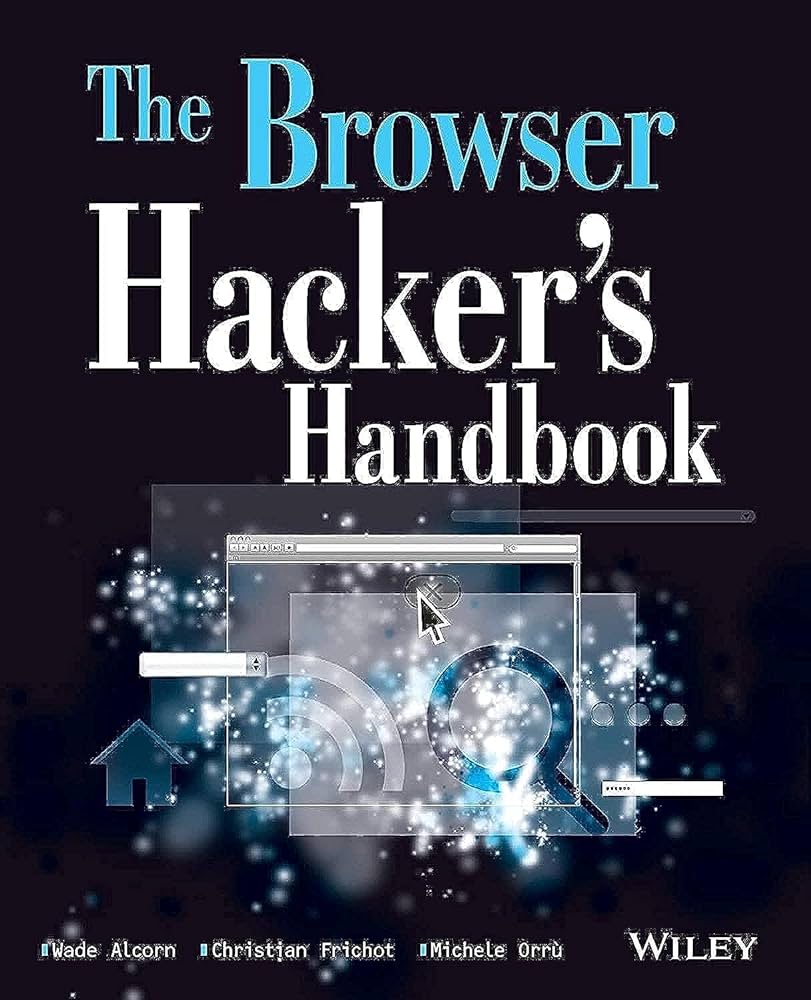 The Browser
Hacker's
Handbook
Wade Alcorn Christian Frichot Michele Orrù
WILEY